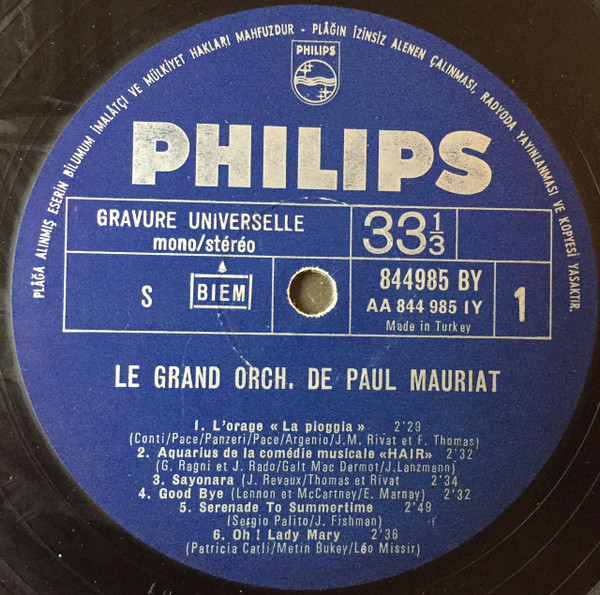 PLÂĞA ALINMIŞ ESERİN BİLUMUM İMALÂTÇI VE MÜLKİYET HAKLARI MAHFUZDUR - PLÂĞIN İZİNSİZ ALENEN ÇALINMASI, RADYODA YAYINLANMASI VE KOPYESİ YASAKTIR.
PHILIPS
PHILIPS
GRAVURE UNIVERSELLE
mono/stéréo
33 1/3
S
BIEM
844985 BY
AA 844 985 1Y
Made in Turkey
1
LE GRAND ORCH. DE PAUL MAURIAT
1. L'orage « La pioggia » 2'29
(Conti/Pace/Panzeri/Pace/Argenio/J.M. Rivat et F. Thomas)
2. Aquarius de la comédie musicale «HAIR» 2'32
(G. Ragni et J. Rado/Galt Mac Dermot/J.Lanzmann)
3. Sayonara (J. Revaux/Thomas et Rivat 2'34
4. Good Bye (Lennon et McCartney/E. Marnay) 2'32
5. Serenade To Summertime 2'49
(Sergio Palito/J. Fishman)
6. Oh ! Lady Mary 2'36
(Patricia Carli/Metin Bukey/Léo Missir)